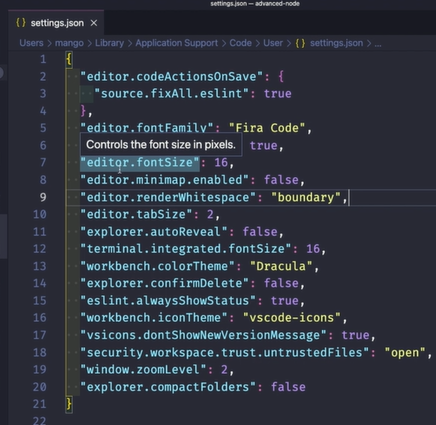 settings.json — advanced-node
{} settings.json ×
Users > mango > Library > Application Support > Code > User > {} settings.json > ...
1 {
2 "editor.codeActionsOnSave": {
3 "source.fixAll.eslint": true
4 },
5 "editor.fontFamily": "Fira Code",
Controls the font size in pixels.
6 true,
7 "editor.fontSize": 16,
8 "editor.minimap.enabled": false,
9 "editor.renderWhitespace": "boundary",
10 "editor.tabSize": 2,
11 "explorer.autoReveal": false,
12 "terminal.integrated.fontSize": 16,
13 "workbench.colorTheme": "Dracula",
14 "explorer.confirmDelete": false,
15 "eslint.alwaysShowStatus": true,
16 "workbench.iconTheme": "vscode-icons",
17 "vsicons.dontShowNewVersionMessage": true,
18 "security.workspace.trust.untrustedFiles": "open",
19 "window.zoomLevel": 2,
20 "explorer.compactFolders": false
21 }
22